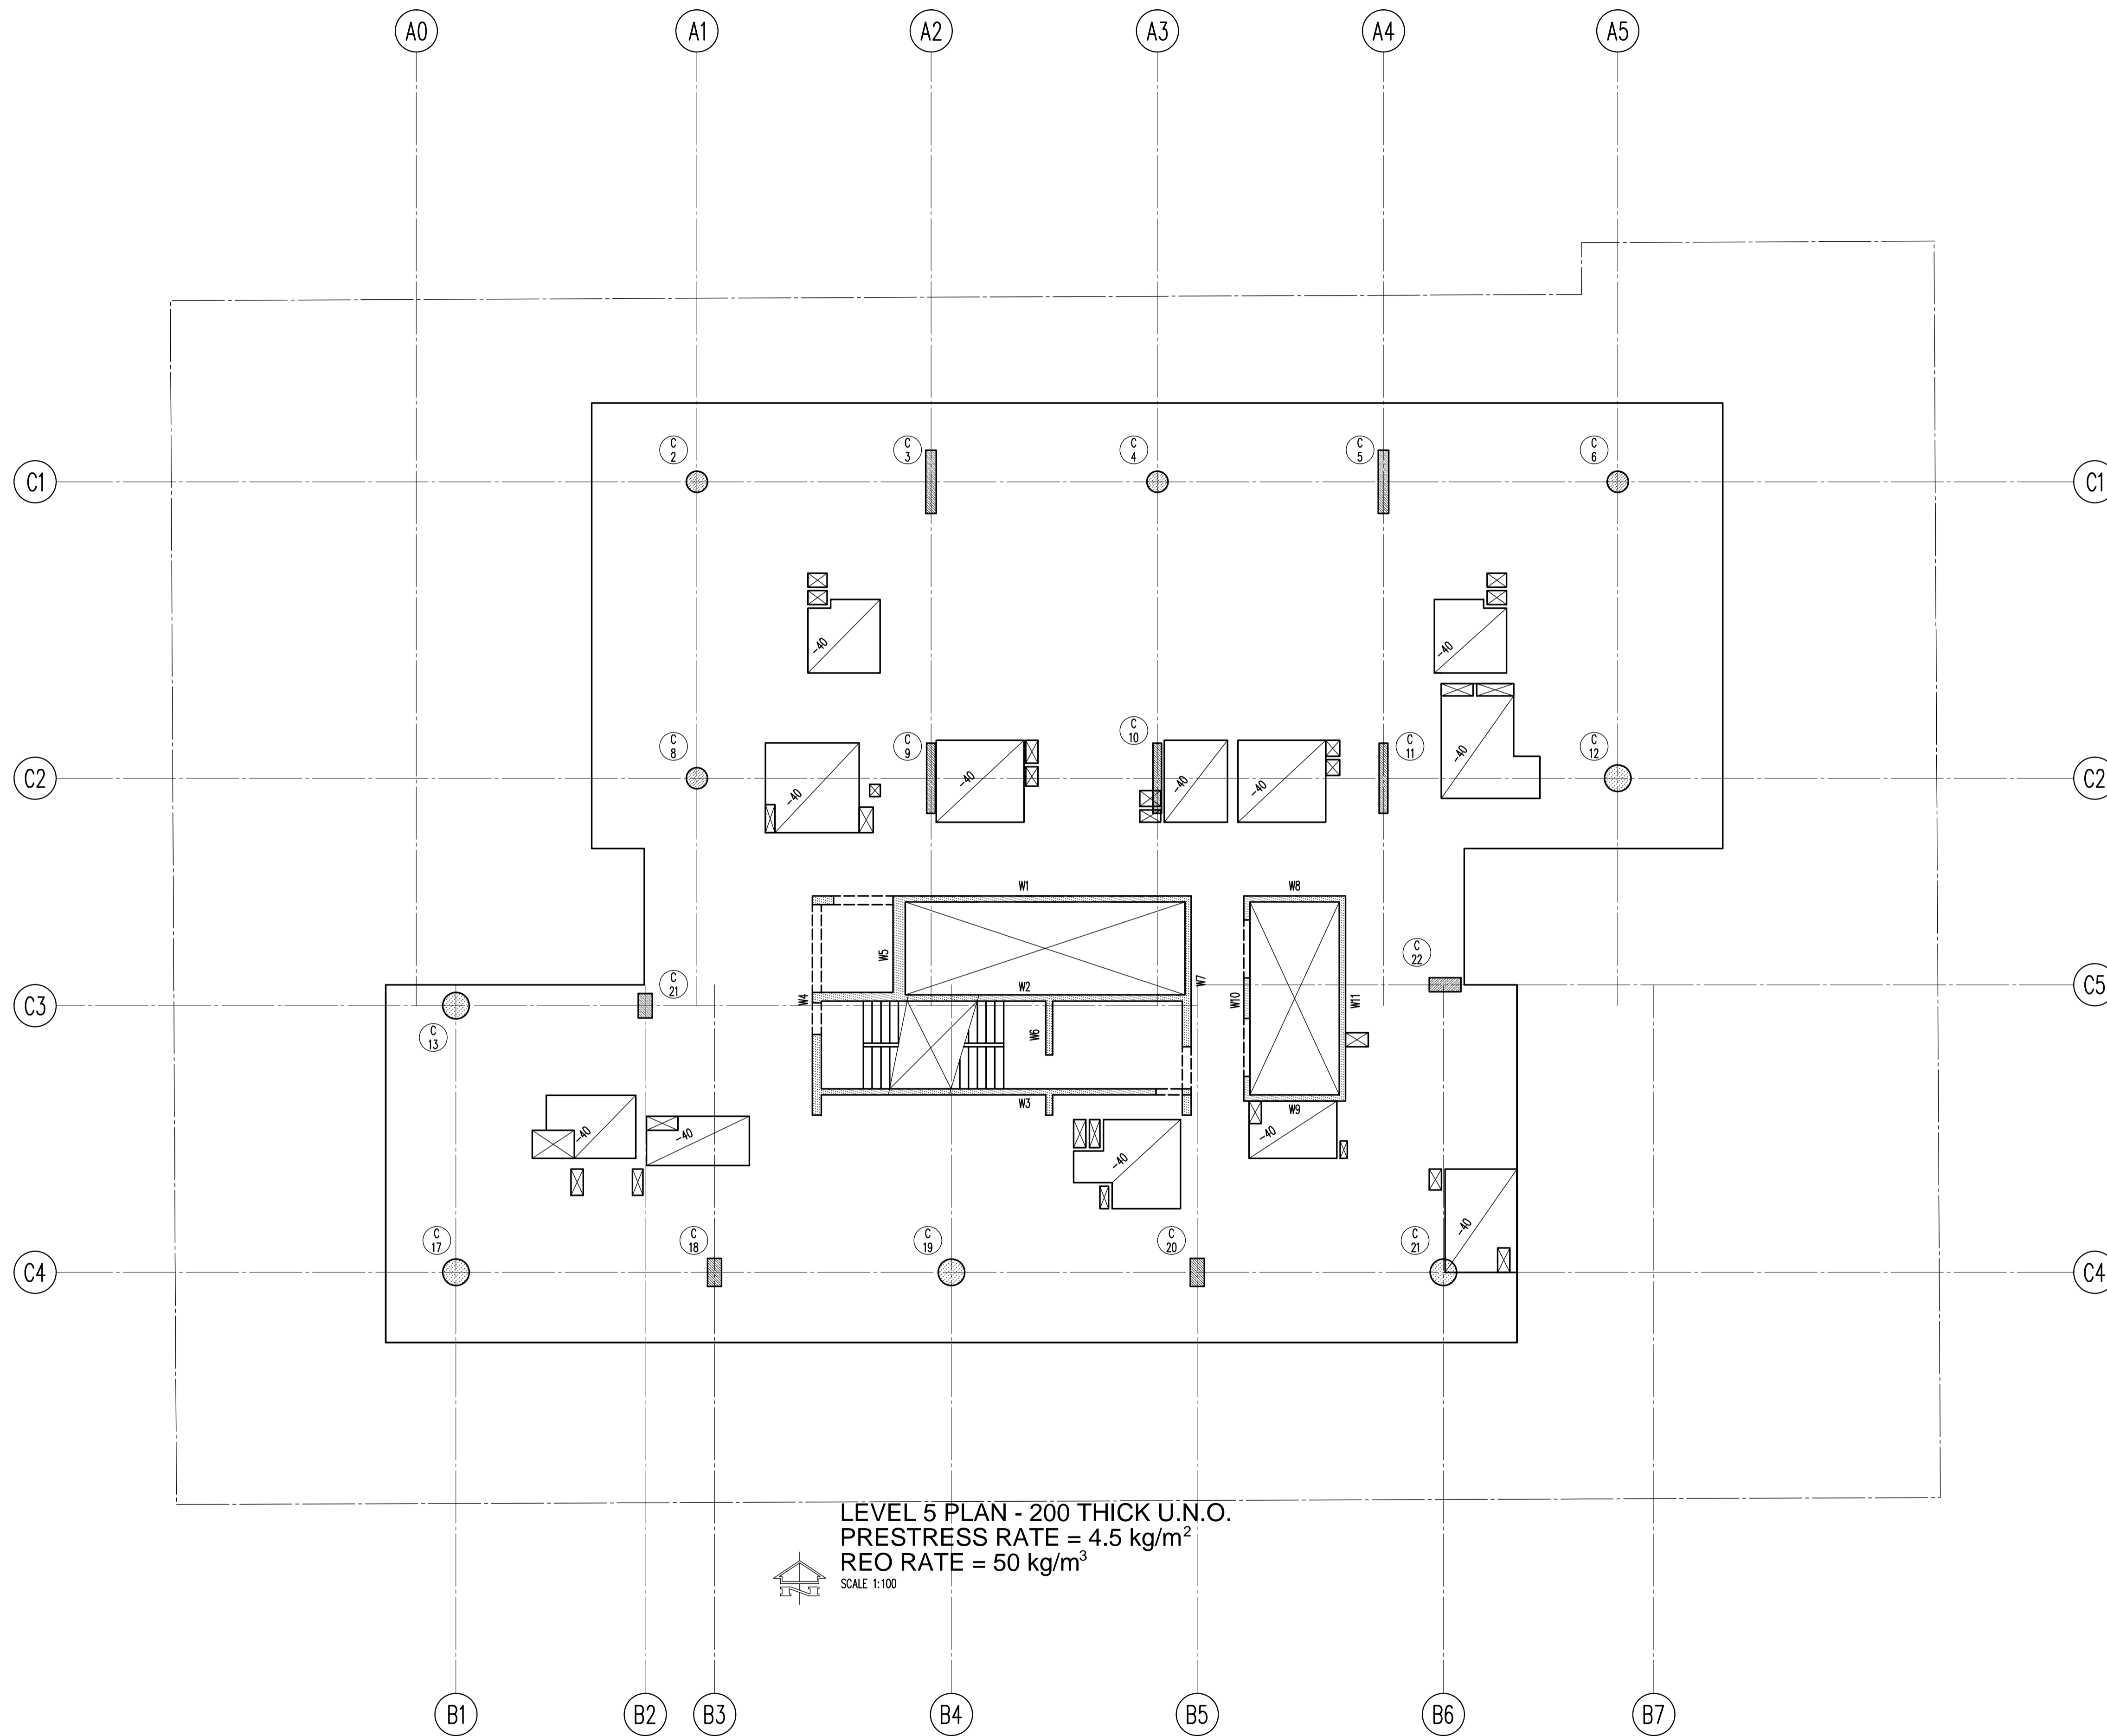 A0 A1 A2 A3 A4 A5
C 2
C 3
C 4
C 5
C 6
C1 C1
-40 -40
C 8
C 9
C 10
C 11
C 12
-40
C2 C2
-40 -40 -40 -40
W1 W8
W5
C 21
C 22
W4 W2 W7 W10 W11
C5
C3
C 13
W6
W3 W9
-40 -40 -40 -40
-40
C 17
C 18
C 19
C 20
C 21
C4 C4
LEVEL 5 PLAN - 200 THICK U.N.O.
PRESTRESS RATE = 4.5 kg/m²
REO RATE = 50 kg/m³
SCALE 1:100
N
B1 B2 B3 B4 B5 B6 B7